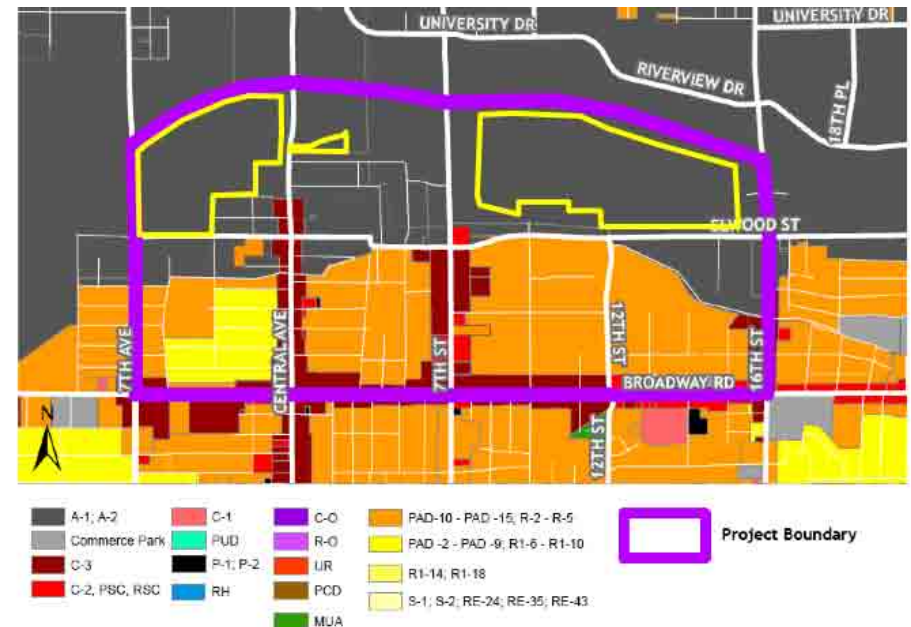 UNIVERSITY DR
UNIVERSITY DR
RIVERVIEW DR
18TH PL
ELWOOD ST
7TH AVE
CENTRAL AVE
7TH ST
12TH ST
16TH ST
BROADWAY RD
12TH ST
N
A-1; A-2
Commerce Park
C-3
C-2, PSC, RSC
C-1
PUD
P-1; P-2
RH
C-O
R-O
UR
PCD
MUA
PAD-10 - PAD -15; R-2 - R-5
PAD -2 - PAD -9; R1-6 - R1-10
R1-14; R1-18
S-1; S-2; RE-24; RE-35; RE-43
Project Boundary